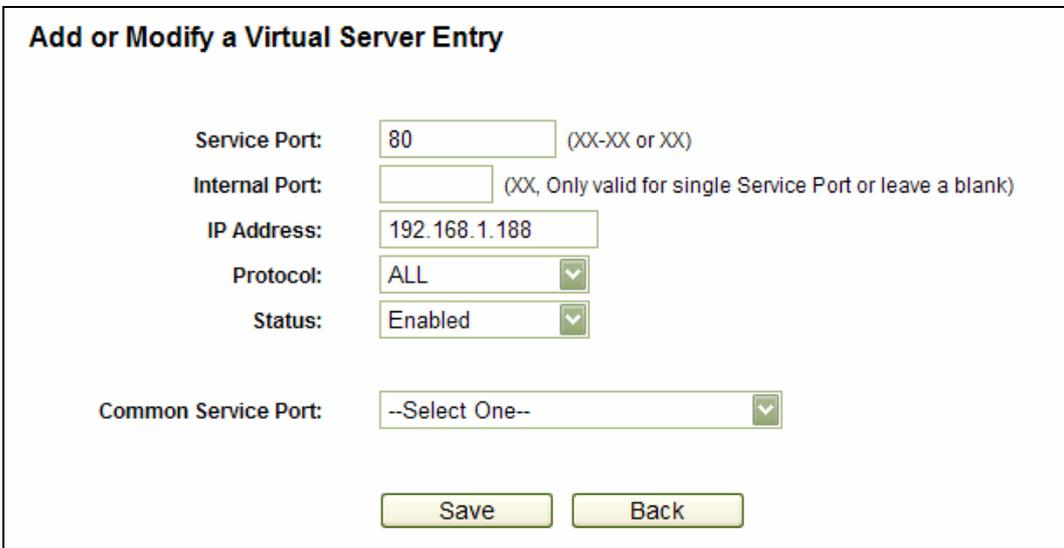 Add or Modify a Virtual Server Entry
Service Port: 80 (XX-XX or XX)
Internal Port: (XX, Only valid for single Service Port or leave a blank)
IP Address: 192.168.1.188
Protocol: ALL
Status: Enabled
Common Service Port: --Select One--
Save Back